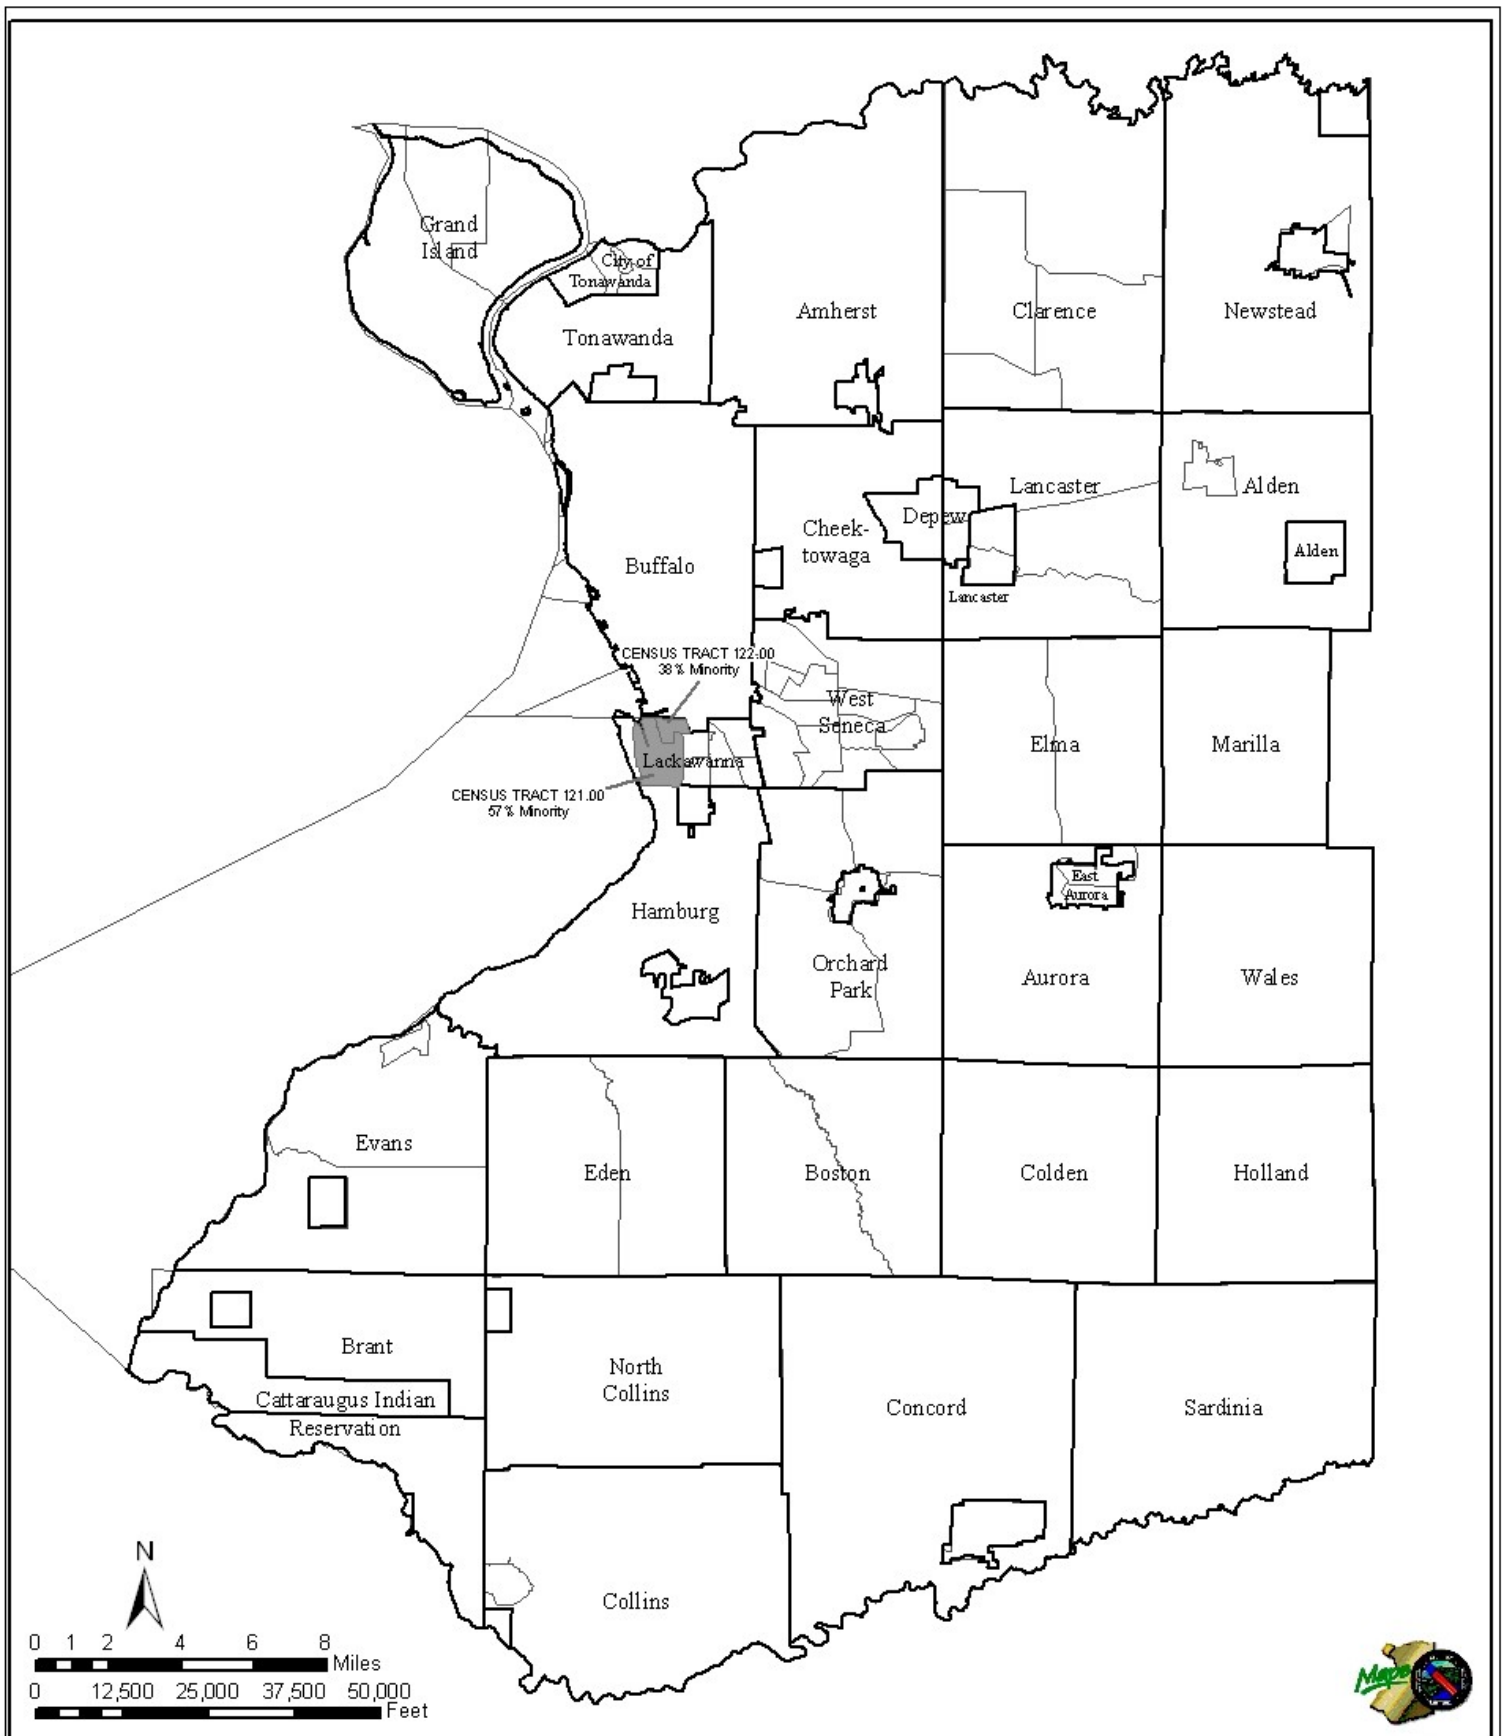 Grand
Island
City of
Tonawanda
Tonawanda
Amherst
Clarence
Newstead
Lancaster
Alden
Depew
Cheek-
towaga
Alden
Buffalo
Lancaster
CENSUS TRACT 122.00
38% Minority
West
Seneca
Elma
Marilla
Lackawanna
CENSUS TRACT 121.00
57% Minority
East
Aurora
Hamburg
Orchard
Park
Aurora
Wales
Evans
Eden
Boston
Colden
Holland
Brant
North
Collins
Cattaraugus Indian
Reservation
Concord
Sardinia
Collins
N
0 1 2 4 6 8
Miles
0 12,500 25,000 37,500 50,000
Feet
Maps